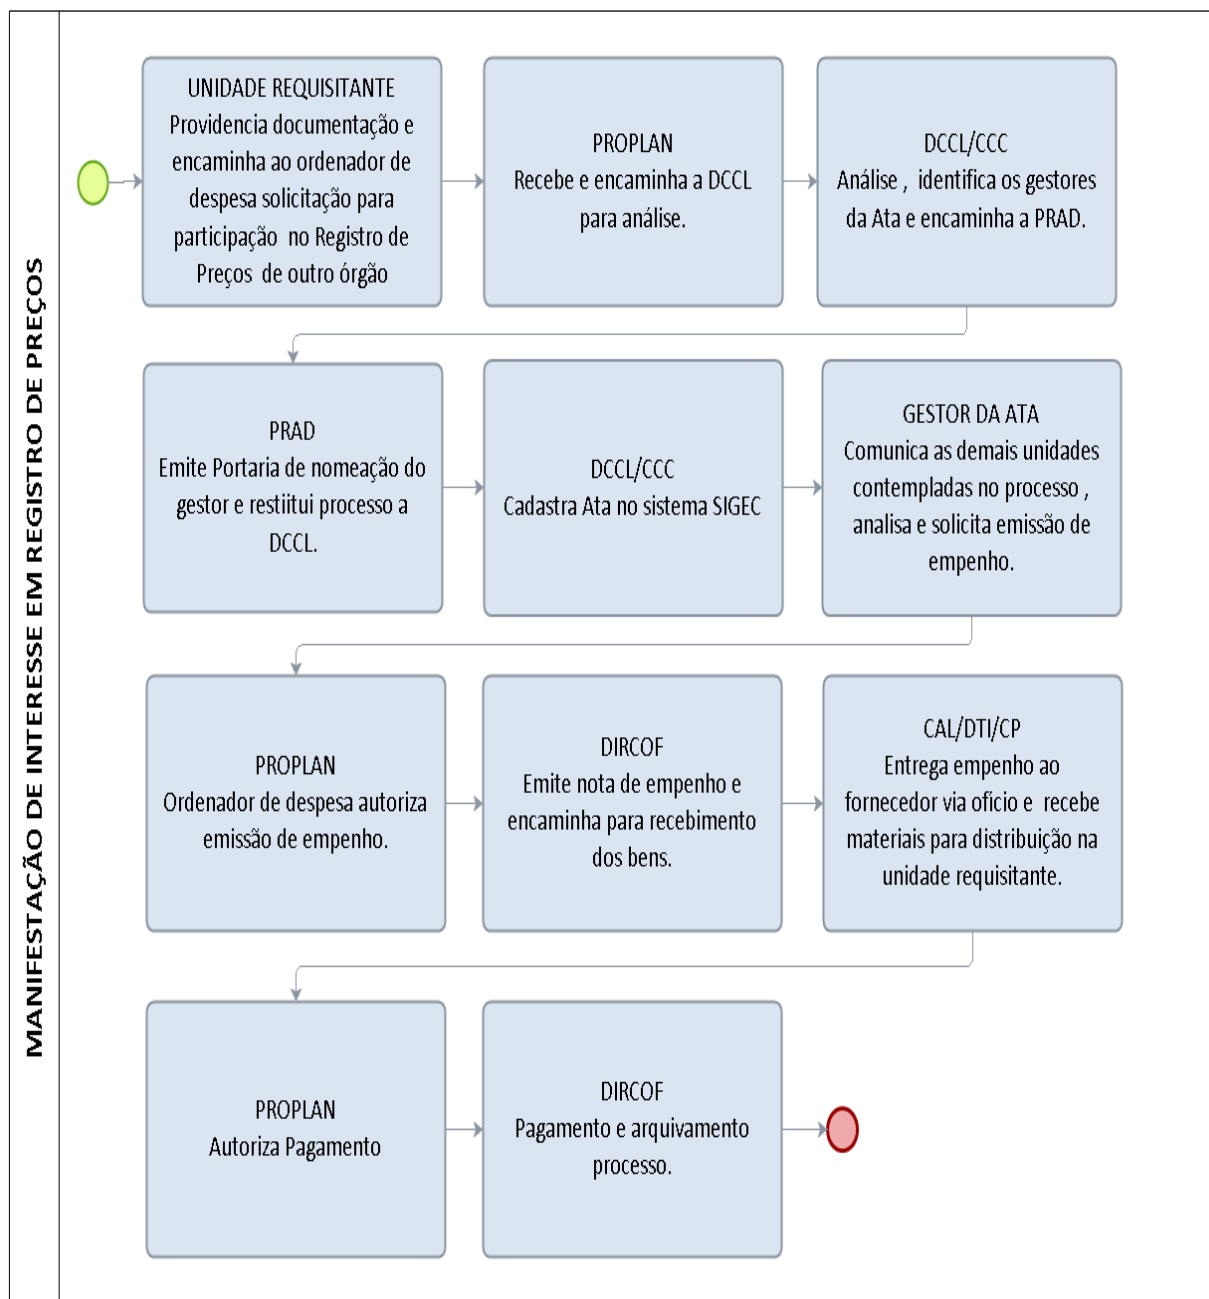 MANIFESTAÇÃO DE INTERESSE EM REGISTRO DE PREÇOS
UNIDADE REQUISITANTE
Providencia documentação e
encaminha ao ordenador de
despesa solicitação para
participação no Registro de
Preços de outro órgão
PROPLAN
Recebe e encaminha a DCCL
para análise.
DCCL/CCC
Análise , identifica os gestores
da Ata e encaminha a PRAD.
PRAD
Emite Portaria de nomeação do
gestor e restiitui processo a
DCCL.
DCCL/CCC
Cadastra Ata no sistema SIGEC
GESTOR DA ATA
Comunica as demais unidades
contempladas no processo ,
analisa e solicita emissão de
empenho.
PROPLAN
Ordenador de despesa autoriza
emissão de empenho.
DIRCOF
Emite nota de empenho e
encaminha para recebimento
dos bens.
CAL/DTI/CP
Entrega empenho ao
fornecedor via ofício e recebe
materiais para distribuição na
unidade requisitante.
PROPLAN
Autoriza Pagamento
DIRCOF
Pagamento e arquivamento
processo.